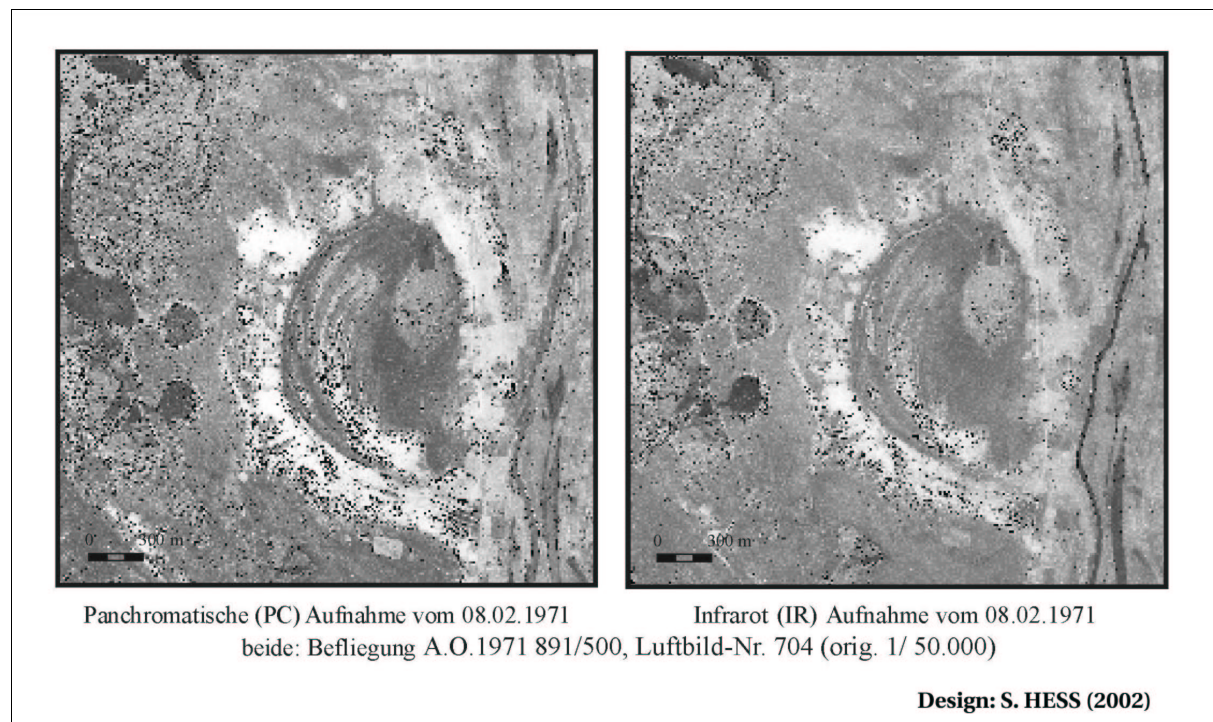 0 300 m
0 300 m
Panchromatische (PC) Aufnahme vom 08.02.1971
Infrarot (IR) Aufnahme vom 08.02.1971
beide: Befliegung A.O.1971 891/500, Luftbild-Nr. 704 (orig. 1/ 50.000)
Design: S. HESS (2002)